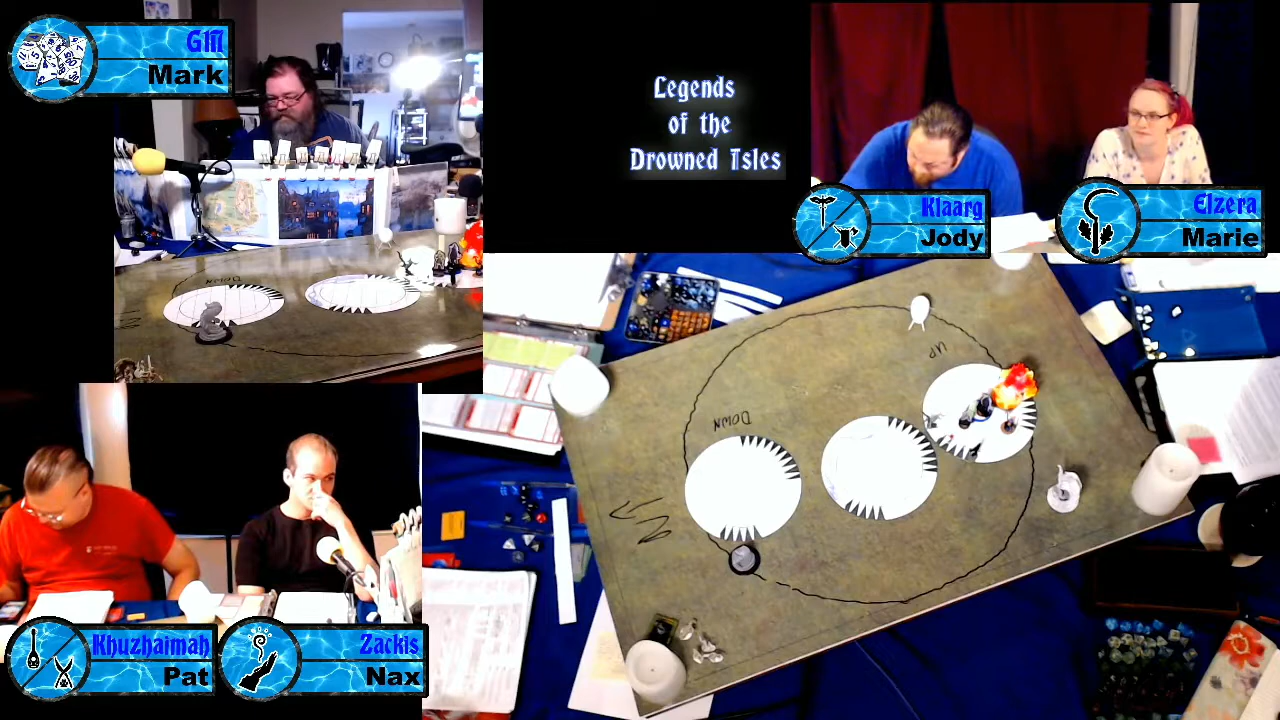 GM
Mark
Legends
of the
Drowned Isles
Klaarg
Jody
Elzera
Marie
DOWN
UP
DOWN
N
Khuzhaimah
Pat
Zackis
Nax